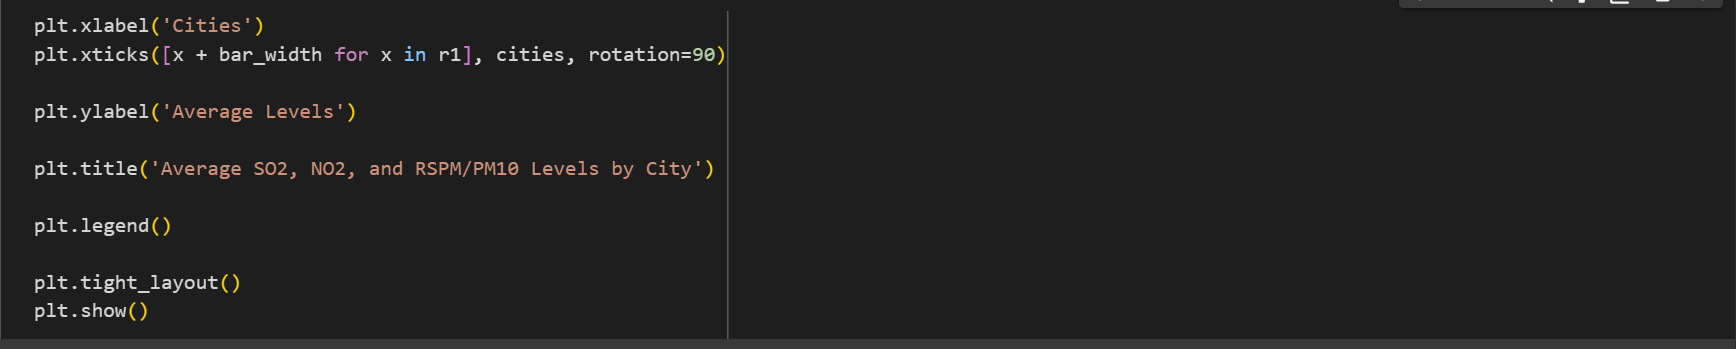 plt.xlabel('Cities')
plt.xticks([x + bar_width for x in r1], cities, rotation=90)
plt.ylabel('Average Levels')
plt.title('Average SO2, NO2, and RSPM/PM10 Levels by City')
plt.legend()
plt.tight_layout()
plt.show()